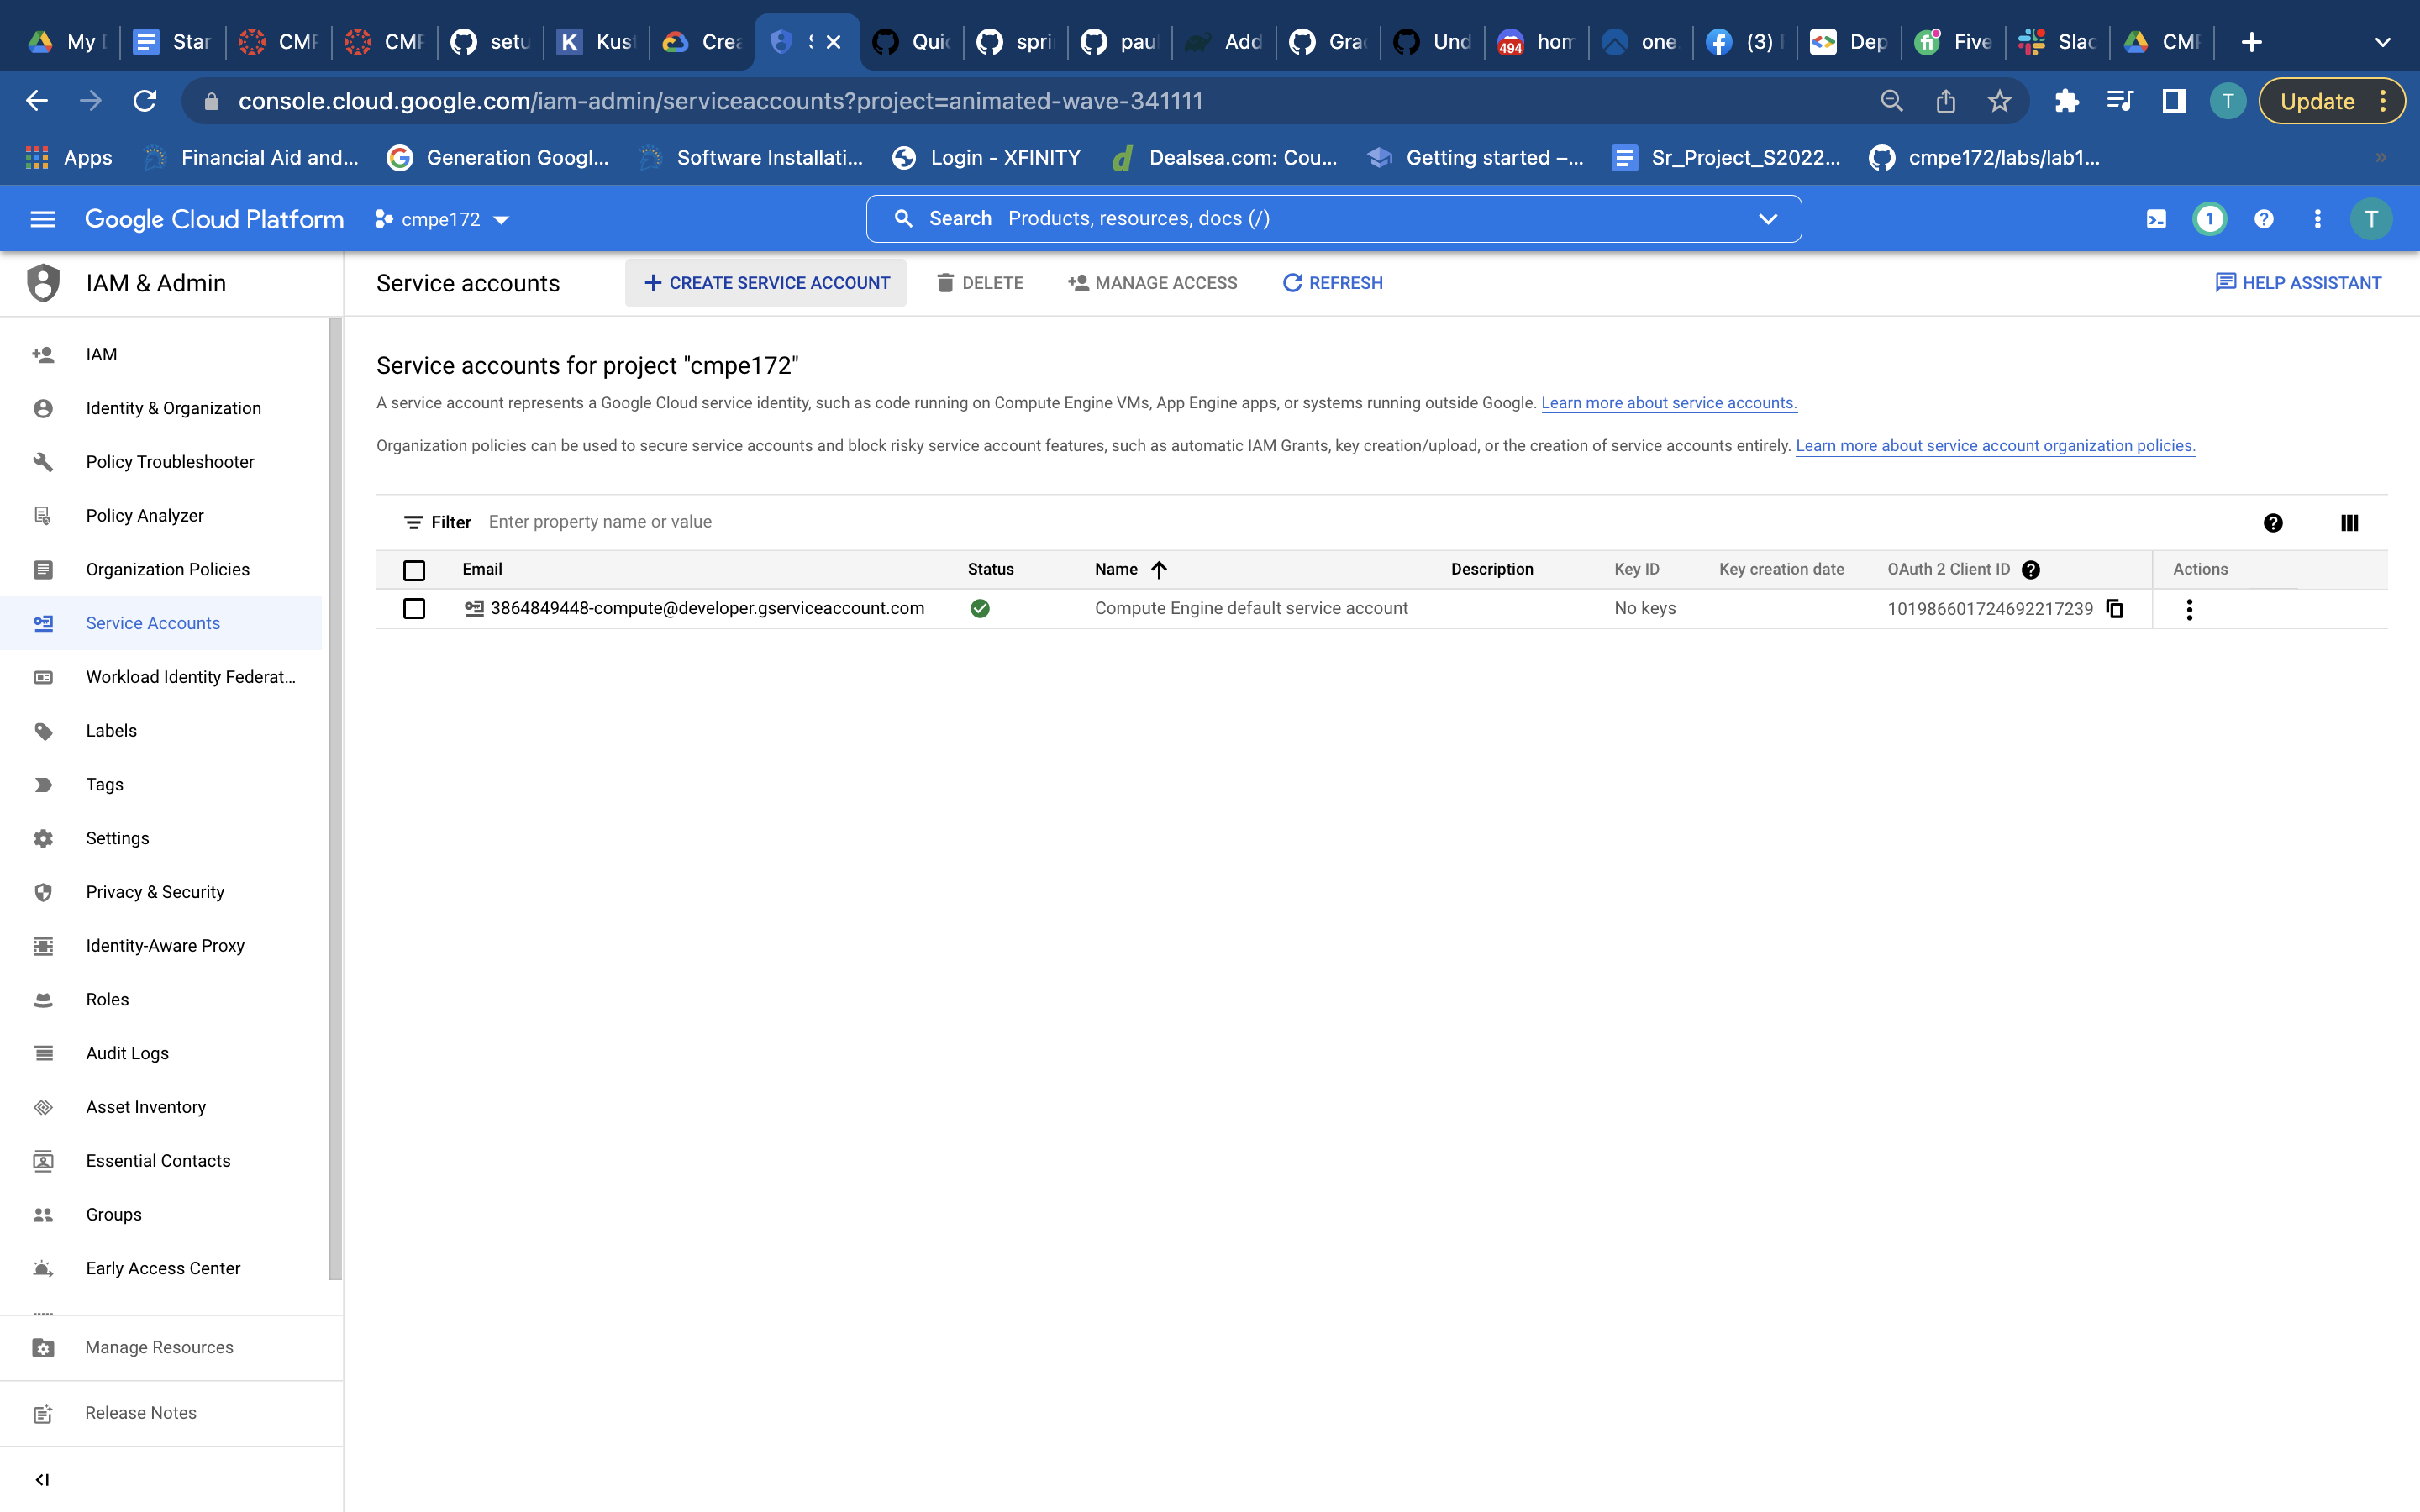 My
Star
CMP
CMP
setu
Kust
Crea
Quic
spri
pau
Add
Gra
Und
494
hom
one
(3)
Dep
Five
Slac
CMP
console.cloud.google.com/iam-admin/serviceaccounts?project=animated-wave-341111
T
Update
Apps
Financial Aid and...
Generation Googl...
Software Installati...
Login - XFINITY
Dealsea.com: Cou...
Getting started –...
Sr_Project_S2022...
cmpe172/labs/lab1...
»
Google Cloud Platform
cmpe172
Search Products, resources, docs (/)
1
T
IAM & Admin
Service accounts
CREATE SERVICE ACCOUNT
DELETE
MANAGE ACCESS
REFRESH
HELP ASSISTANT
IAM
Identity & Organization
Policy Troubleshooter
Policy Analyzer
Organization Policies
Service Accounts
Workload Identity Federat...
Labels
Tags
Settings
Privacy & Security
Identity-Aware Proxy
Roles
Audit Logs
Asset Inventory
Essential Contacts
Groups
Early Access Center
Manage Resources
Release Notes
Service accounts for project "cmpe172"
A service account represents a Google Cloud service identity, such as code running on Compute Engine VMs, App Engine apps, or systems running outside Google. Learn more about service accounts.
Organization policies can be used to secure service accounts and block risky service account features, such as automatic IAM Grants, key creation/upload, or the creation of service accounts entirely. Learn more about service account organization policies.
Filter Enter property name or value
Email Status Name Description Key ID Key creation date OAuth 2 Client ID Actions
3864849448-compute@developer.gserviceaccount.com Compute Engine default service account No keys 101986601724692217239